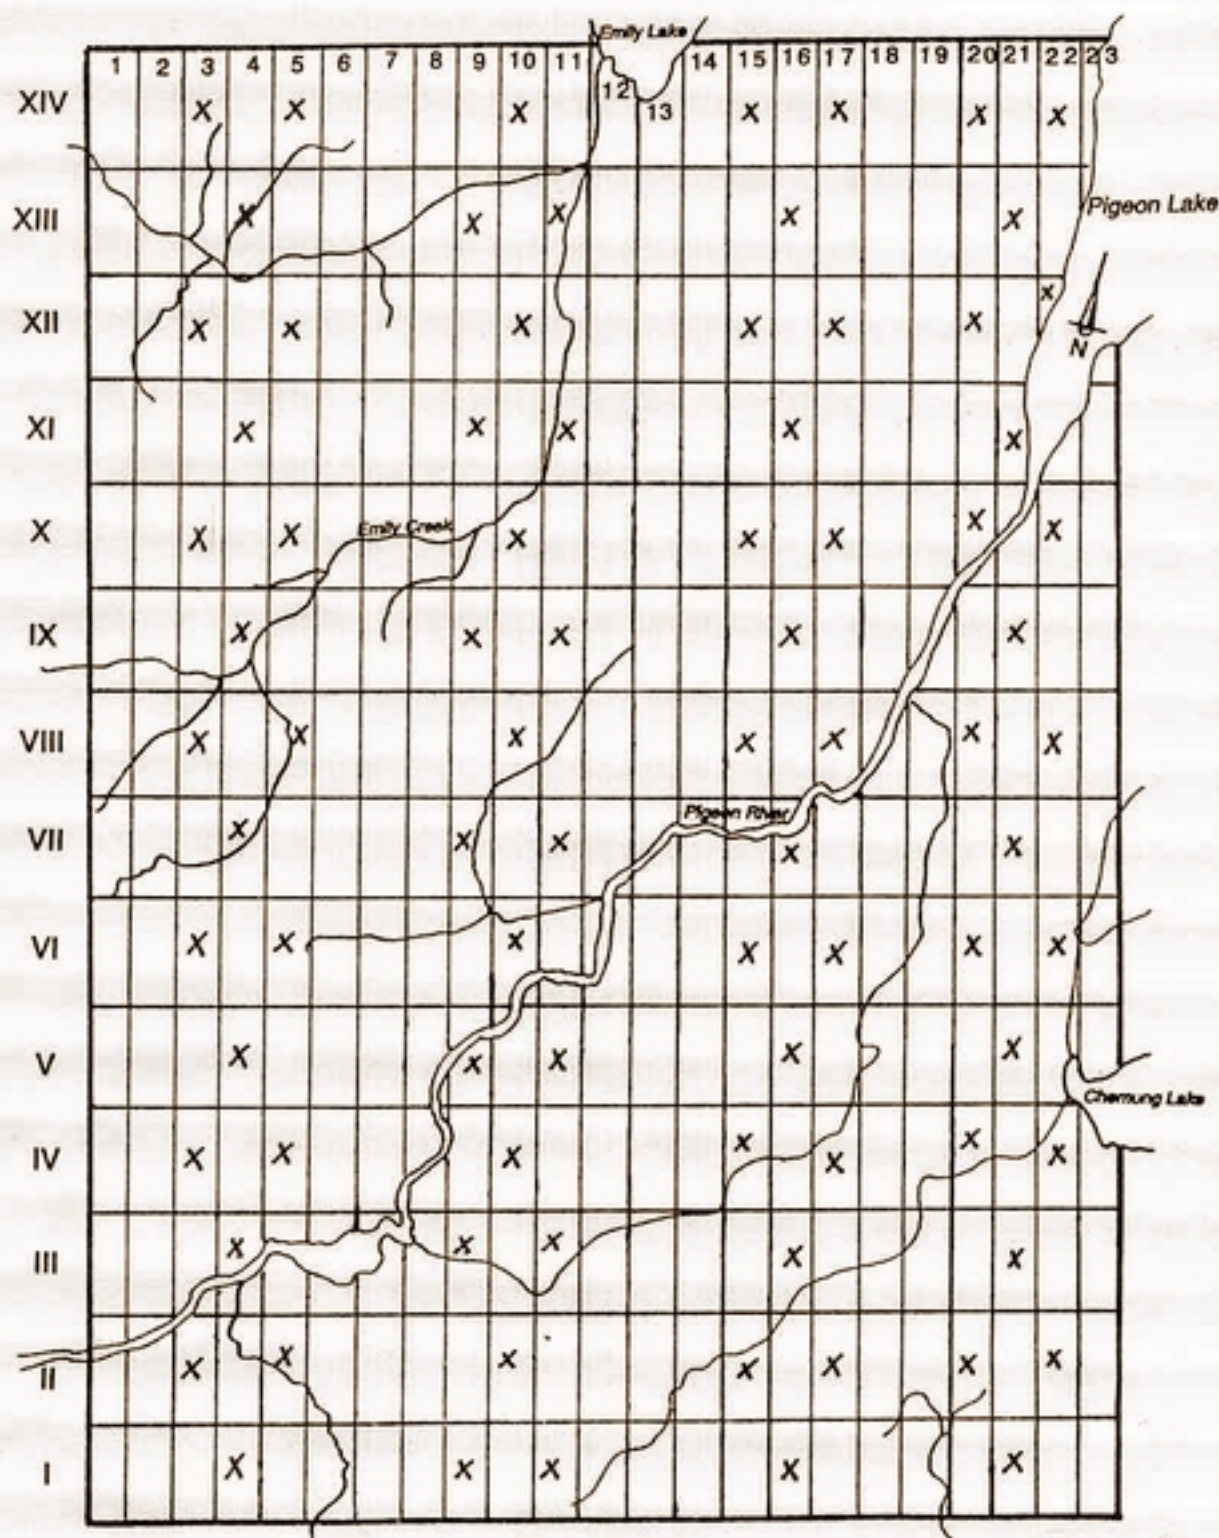 Emily Lake
1 2 3 4 5 6 7 8 9 10 11 12 13 14 15 16 17 18 19 20 21 22 23
XIV X X X X X X X
Pigeon Lake
XIII X X X X X
X
XII X X X X X X
N
XI X X X X X
X X X X X X X X
Emily Creek
IX X X X X X
VIII X X X X X X X
Pigeon River
VII X X X X X
VI X X X X X X X
V X X X X X
Chemung Lake
IV X X X X X X X
III X X X X X
II X X X X X X X
I X X X X X